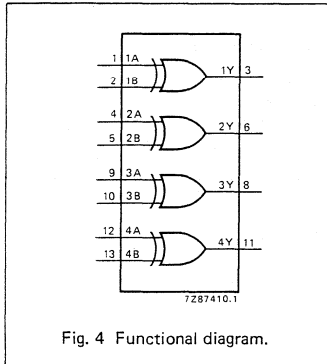 1 1A
1Y 3
2 1B
4 2A
2Y 6
5 2B
9 3A
3Y 8
10 3B
12 4A
4Y 11
13 4B
7Z87410.1
Fig. 4 Functional diagram.